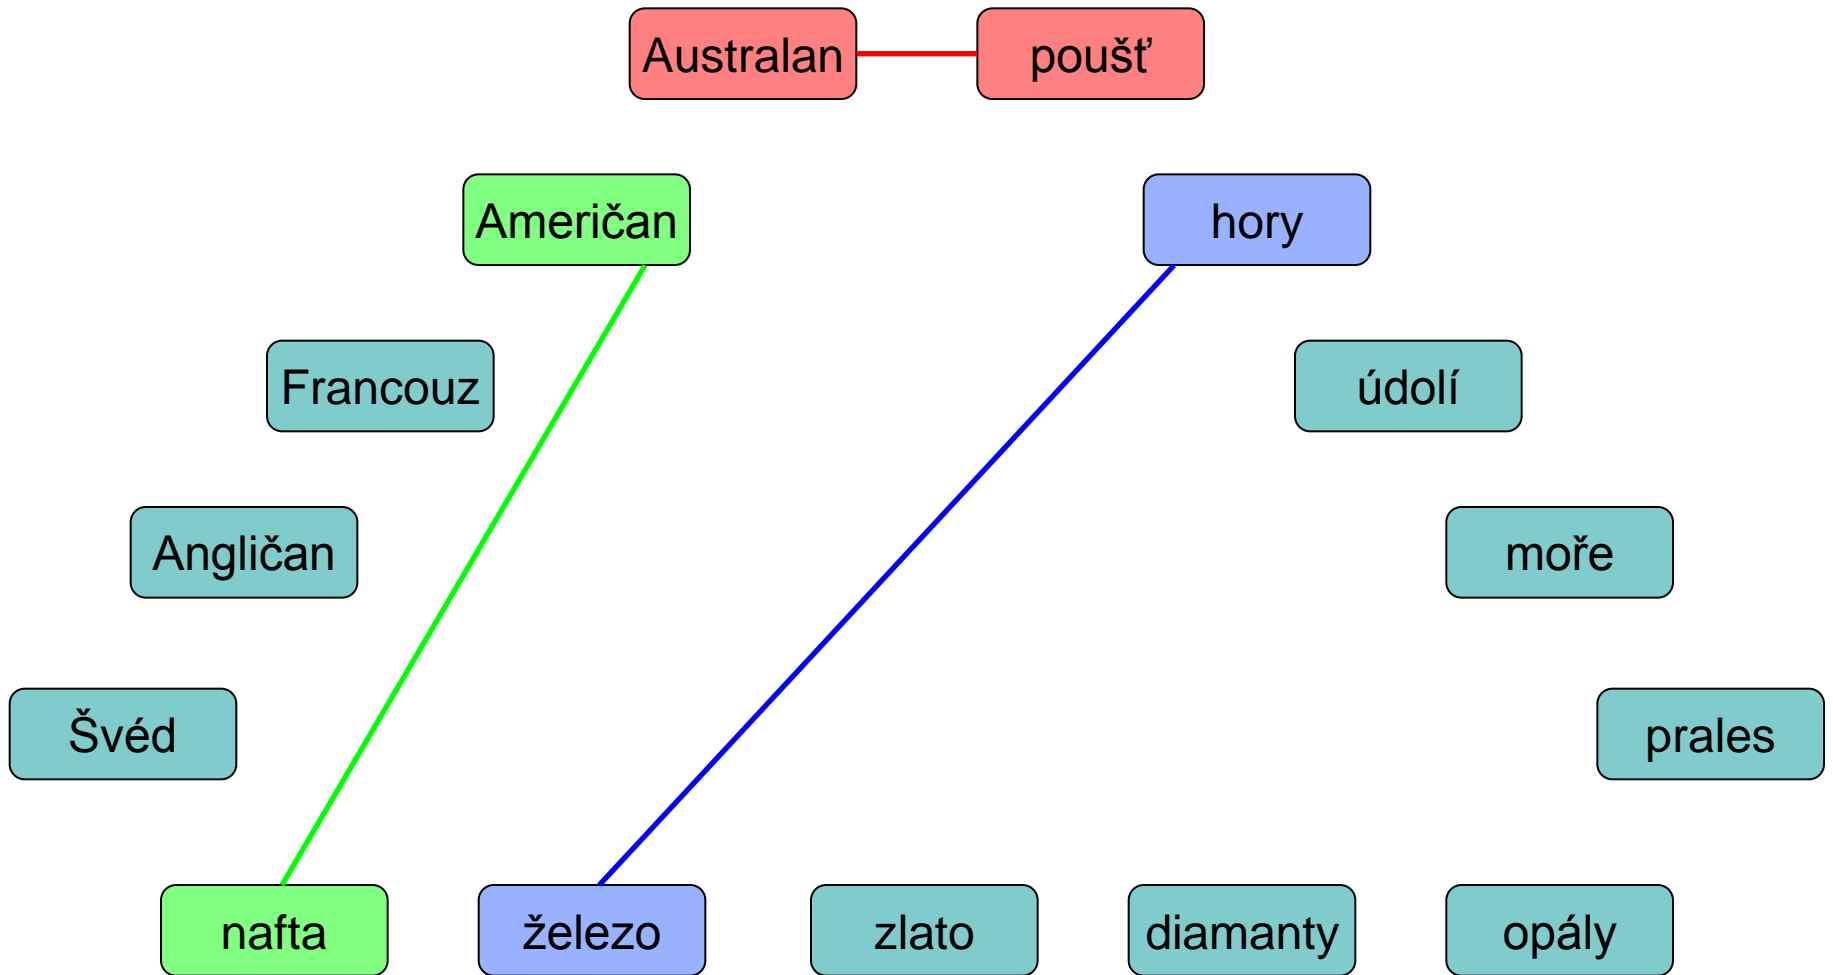 Australan
poušť
Američan
hory
Francouz
údolí
Angličan
moře
Švéd
prales
nafta
železo
zlato
diamanty
opály